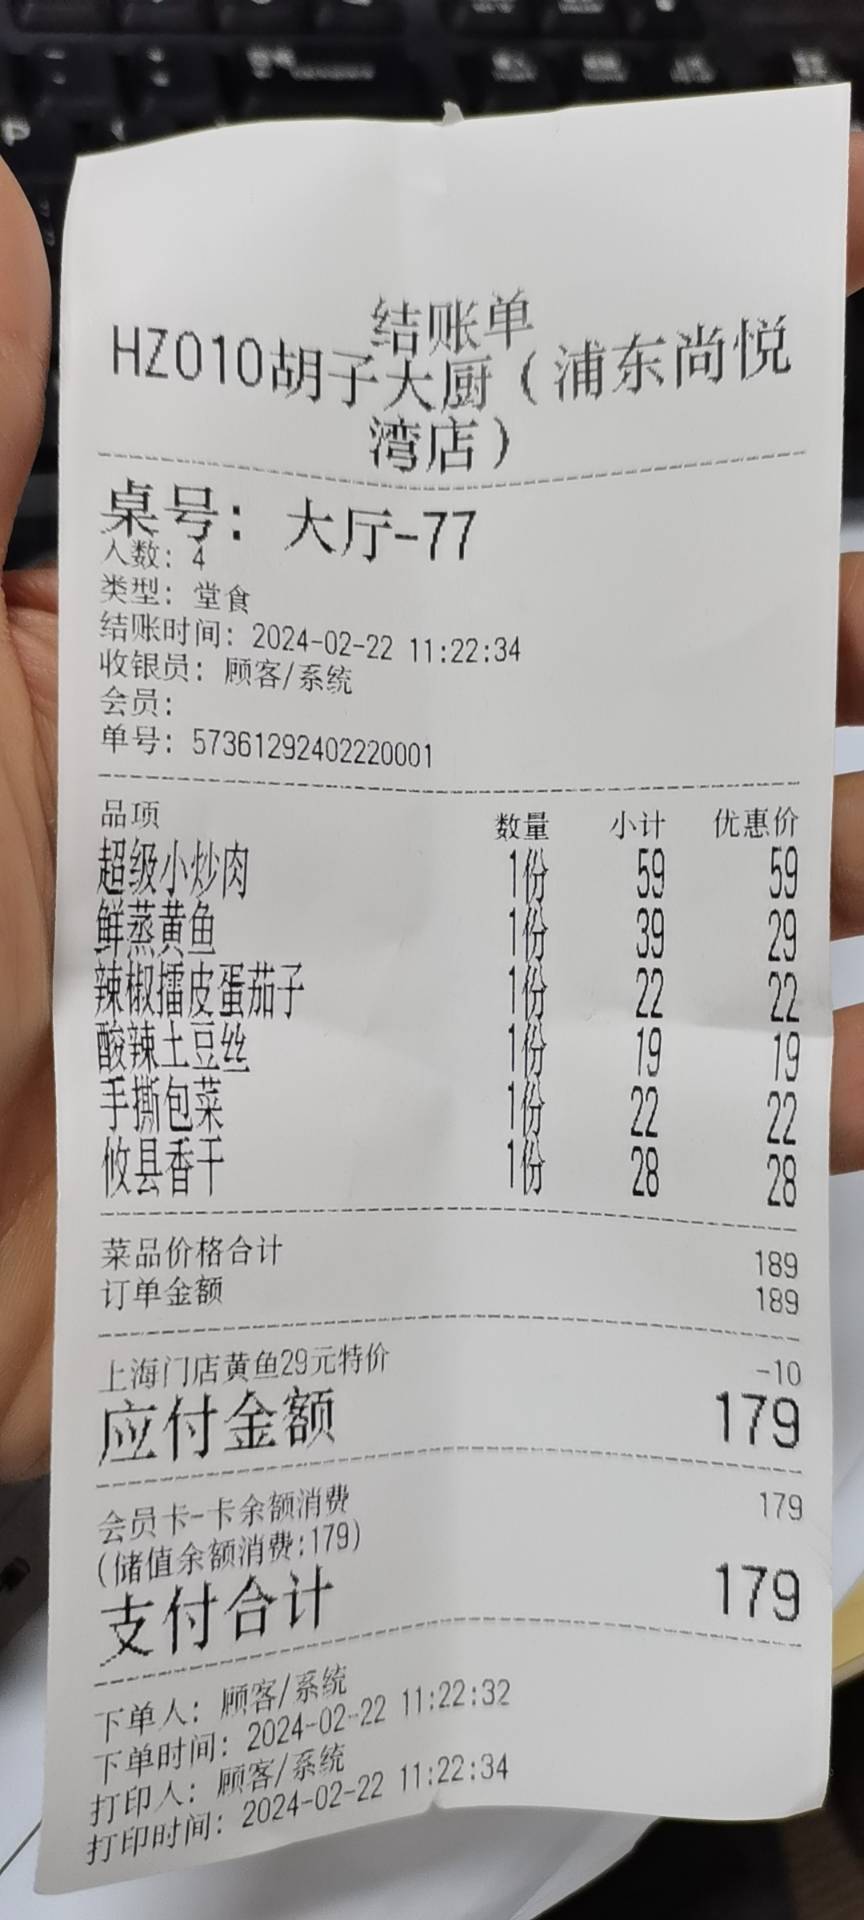 结账单
HZ010胡子大厨（浦东尚悦
湾店）
桌号：大厅-77
人数：4
类型：堂食
结账时间：2024-02-22 11:22:34
收银员：顾客/系统
会员：
单号：57361292402220001
品项 数量 小计 优惠价
超级小炒肉 1份 59 59
鲜蒸黄鱼 1份 39 29
辣椒擂皮蛋茄子 1份 22 22
酸辣土豆丝 1份 19 19
手撕包菜 1份 22 22
攸县香干 1份 28 28
菜品价格合计 189
订单金额 189
上海门店黄鱼29元特价 -10
应付金额 179
会员卡-卡余额消费 179
(储值余额消费:179)
支付合计 179
下单人：顾客/系统
下单时间：2024-02-22 11:22:32
打印人：顾客/系统
打印时间：2024-02-22 11:22:34